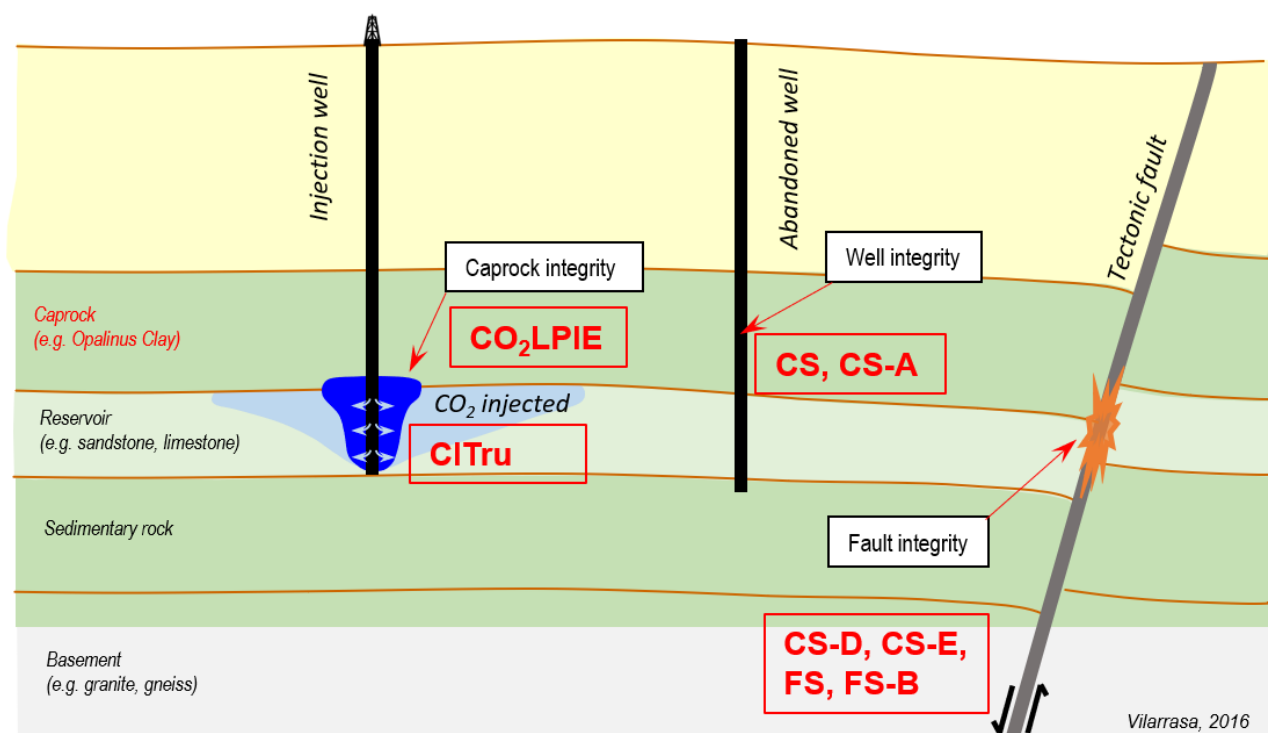 Injection well
Abandoned well
Tectonic fault
Caprock integrity
Well integrity
Caprock
(e.g. Opalinus Clay)
CO₂LPIE
CS, CS-A
Reservoir
(e.g. sandstone, limestone)
CO₂ injected
CITru
Sedimentary rock
Fault integrity
CS-D, CS-E,
FS, FS-B
Basement
(e.g. granite, gneiss)
Vilarrasa, 2016